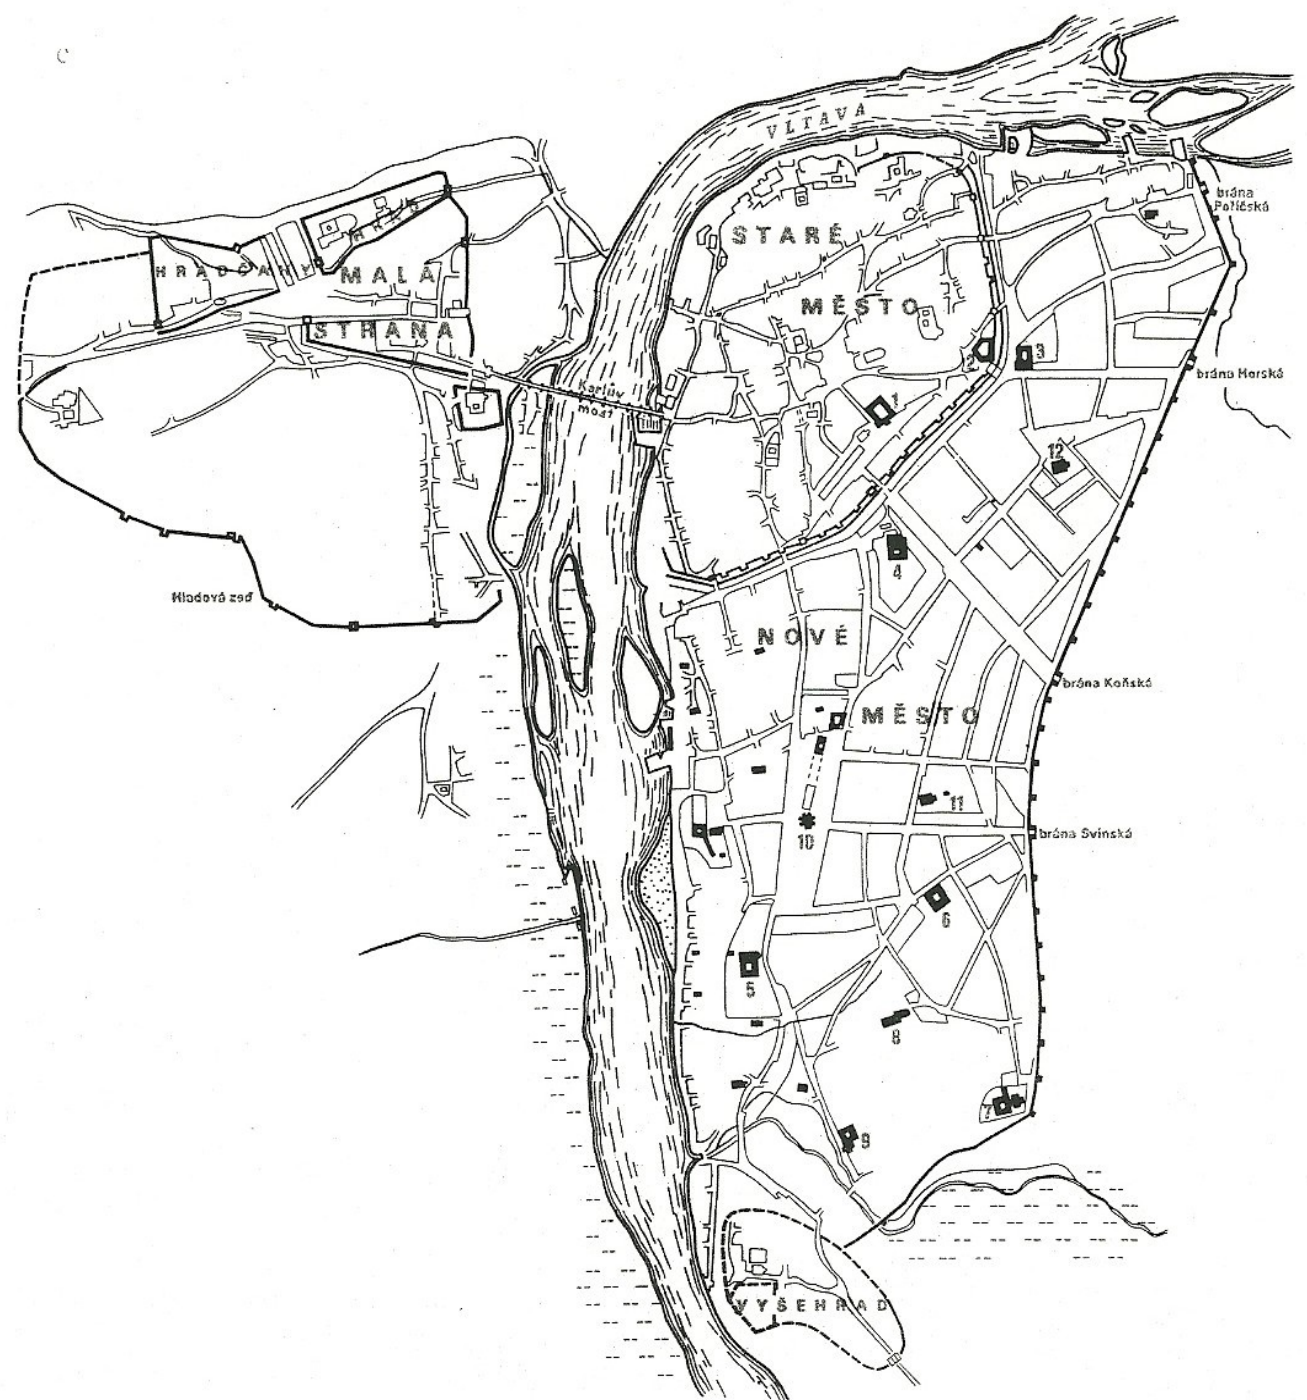 VLTAVA
brána
Poříčská
STARÉ
HRAD
HRADČANY
MALÁ
MĚSTO
STRANA
2
3
brána Horská
Karlův
most
1
12
4
Hladová zeď
NOVÉ
brána Koňská
MĚSTO
11
brána Svinská
10
6
5
8
7
9
VYŠEHRAD